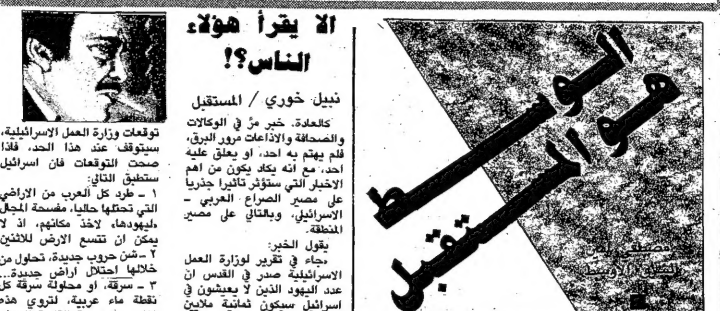 ألا يقرأ هؤلاء
الناس؟!
نبيل خوري / المستقبل
كالعادة. خبر مرّ في الوكالات
والصحافة والاذاعات مرور البرق،
فلم يهتم به احد، او يعلق عليه
احد، مع انه يكاد يكون من اهم
الاخبار التي ستؤثر تأثيرا جذريا
على مصير الصراع العربي ـ
الاسرائيلي، وبالتالي على مصير
المنطقة.
يقول الخبر:
«جاء في تقرير لوزارة العمل
الاسرائيلية صدر في القدس ان
عدد اليهود الذين لا يعيشون في
اسرائيل سيكون ثمانية ملايين
توقعات وزارة العمل الاسرائيلية،
سيتوقف عند هذا الحد، فاذا
صحت التوقعات فان اسرائيل
ستطبق التالي:
١ ـ طرد كل العرب من الاراضي
التي تحتلها حاليا، مفسحة المجال
«ليهودها» لاخذ مكانهم، اذ لا
يمكن ان تتسع الارض للاثنين
٢ ـ شن حروب جديدة، تحاول من
خلالها احتلال اراض جديدة...
٣ ـ سرقة، او محاولة سرقة كل
نقطة ماء عربية، لتروي هذه
هو الوسط
المستقبل
مصطفى
الشرق الأوسط